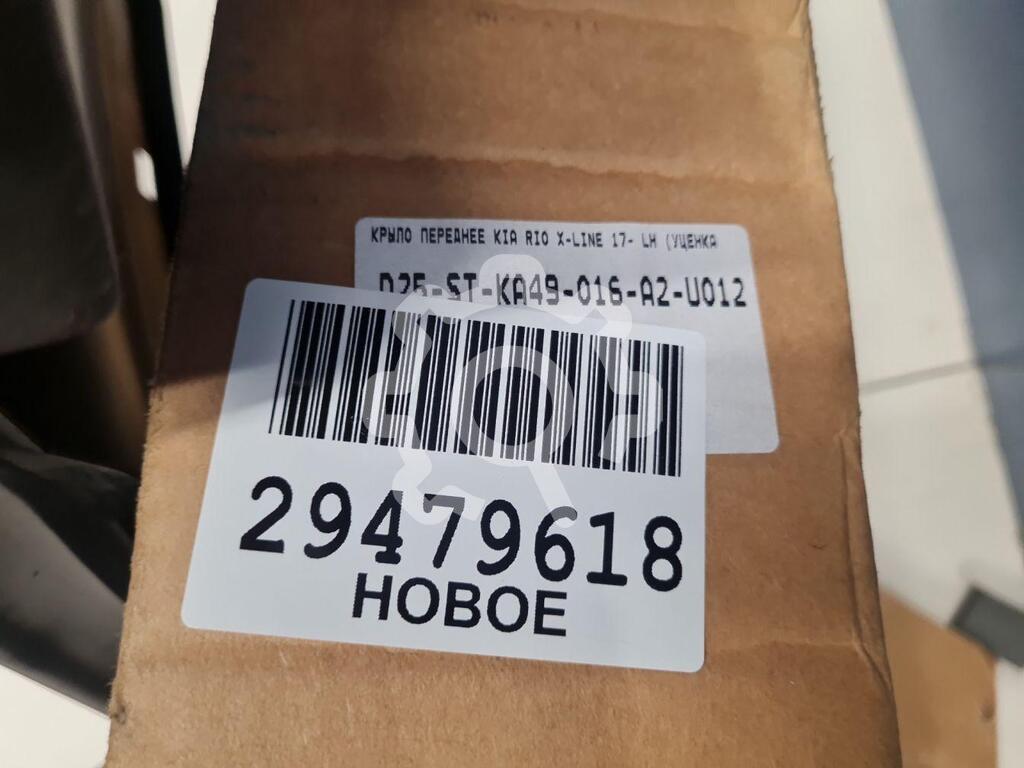 КРЫЛО ПЕРЕДНЕЕ KIA RIO X-LINE 17- LH (УЦЕНКА
D25-ST-KA49-016-A2-U012
29479618
НОВОЕ